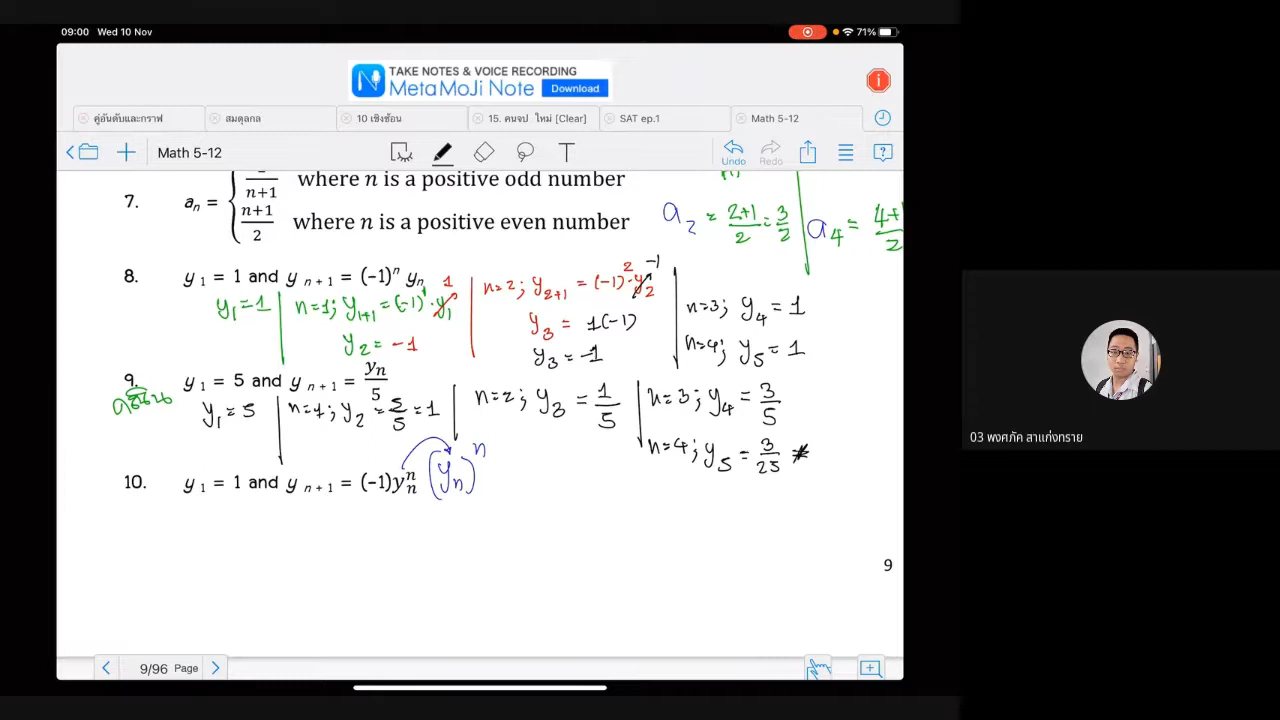 09:00 Wed 10 Nov
71%
TAKE NOTES & VOICE RECORDING
MetaMoJi Note Download
คู่อันดับและกราฟ
สมดุลกล
10 เชิงซ้อน
15. คนจป ใหม่ [Clear]
SAT ep.1
Math 5-12
Math 5-12
Undo
Redo
7. aₙ = { n+1 where n is a positive odd number
(n+1)/2 where n is a positive even number
a₂ = (2+1)/2 = 3/2
a₄ = (4+1)/2
8. y₁ = 1 and yₙ₊₁ = (−1)ⁿ yₙ
y₁ = 1
n=1; y₁₊₁ = (−1)¹·y₁ 1
y₂ = −1
n=2; y₂₊₁ = (−1)²·y₂ −1
y₃ = 1(−1)
y₃ = −1
n=3; y₄ = 1
n=4; y₅ = 1
9. y₁ = 5 and yₙ₊₁ = yₙ/5
y₁ = 5
n=1; y₂ = 5/5 = 1
n=2; y₃ = 1/5
n=3; y₄ = 3/5
n=4; y₅ = 3/25 *
10. y₁ = 1 and yₙ₊₁ = (−1)yₙⁿ (yₙ)ⁿ
9
9/96 Page
03 พงศภัค สาแก่งทราย